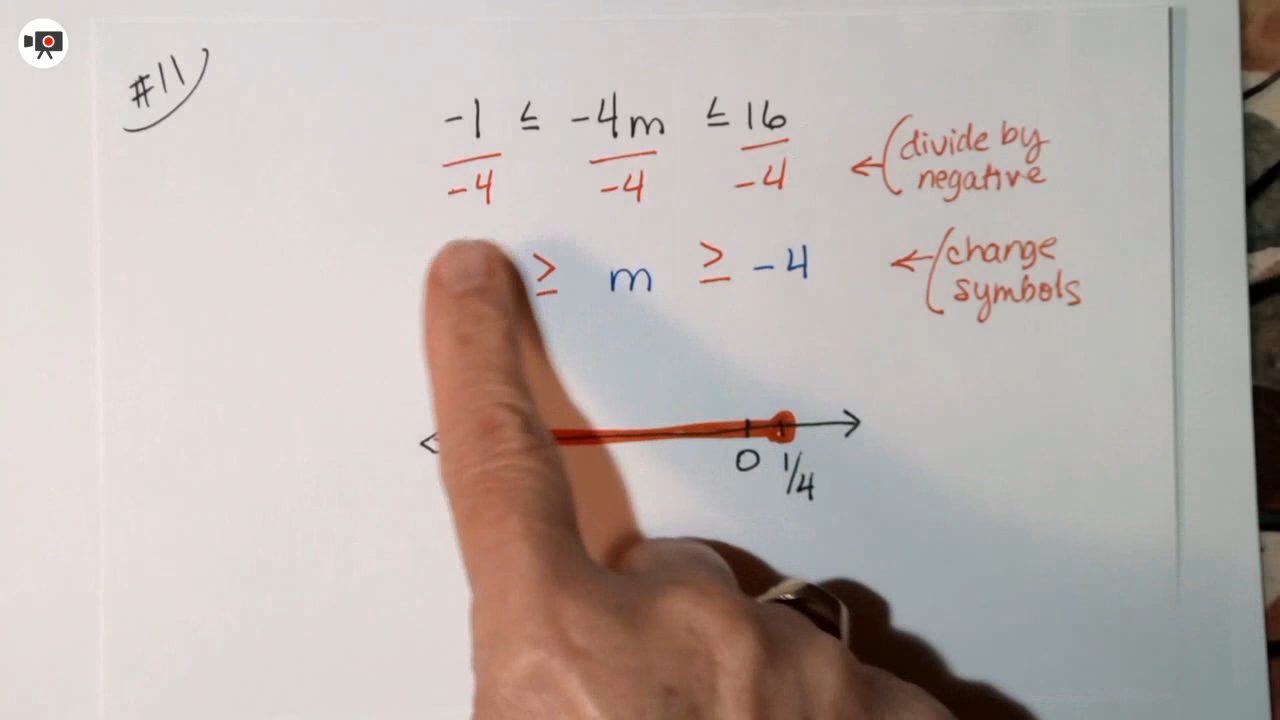 #11
-1 ≤ -4m ≤ 16
-4 -4 -4
divide by
negative
≥ m ≥ -4
change
symbols
0 1/4